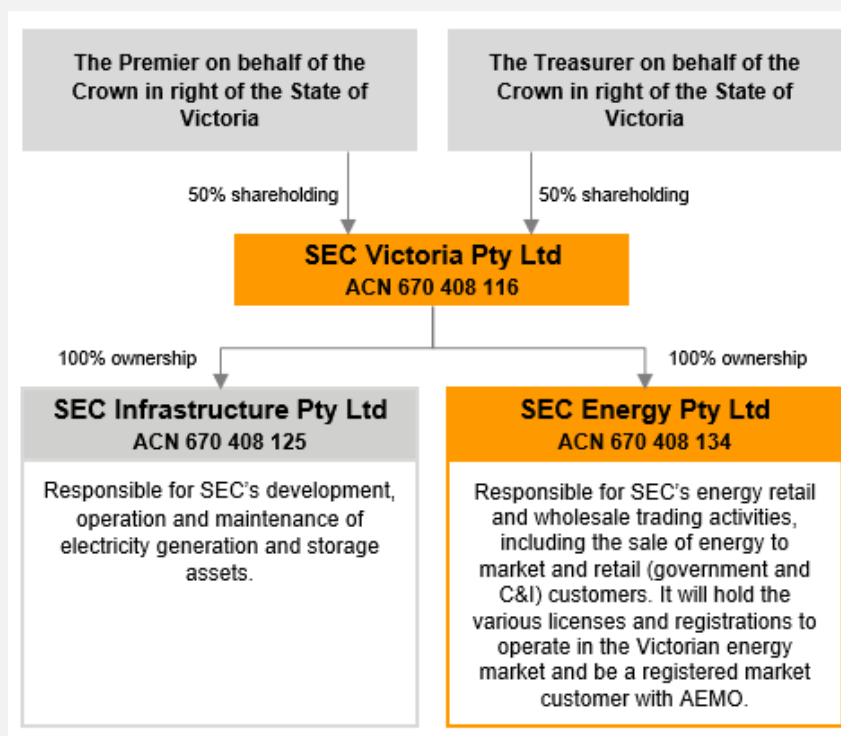 The Premier on behalf of the
Crown in right of the State of
Victoria
The Treasurer on behalf of the
Crown in right of the State of
Victoria
50% shareholding
50% shareholding
SEC Victoria Pty Ltd
ACN 670 408 116
100% ownership
100% ownership
SEC Infrastructure Pty Ltd
ACN 670 408 125
Responsible for SEC's development,
operation and maintenance of
electricity generation and storage
assets.
SEC Energy Pty Ltd
ACN 670 408 134
Responsible for SEC's energy retail
and wholesale trading activities,
including the sale of energy to
market and retail (government and
C&I) customers. It will hold the
various licenses and registrations to
operate in the Victorian energy
market and be a registered market
customer with AEMO.